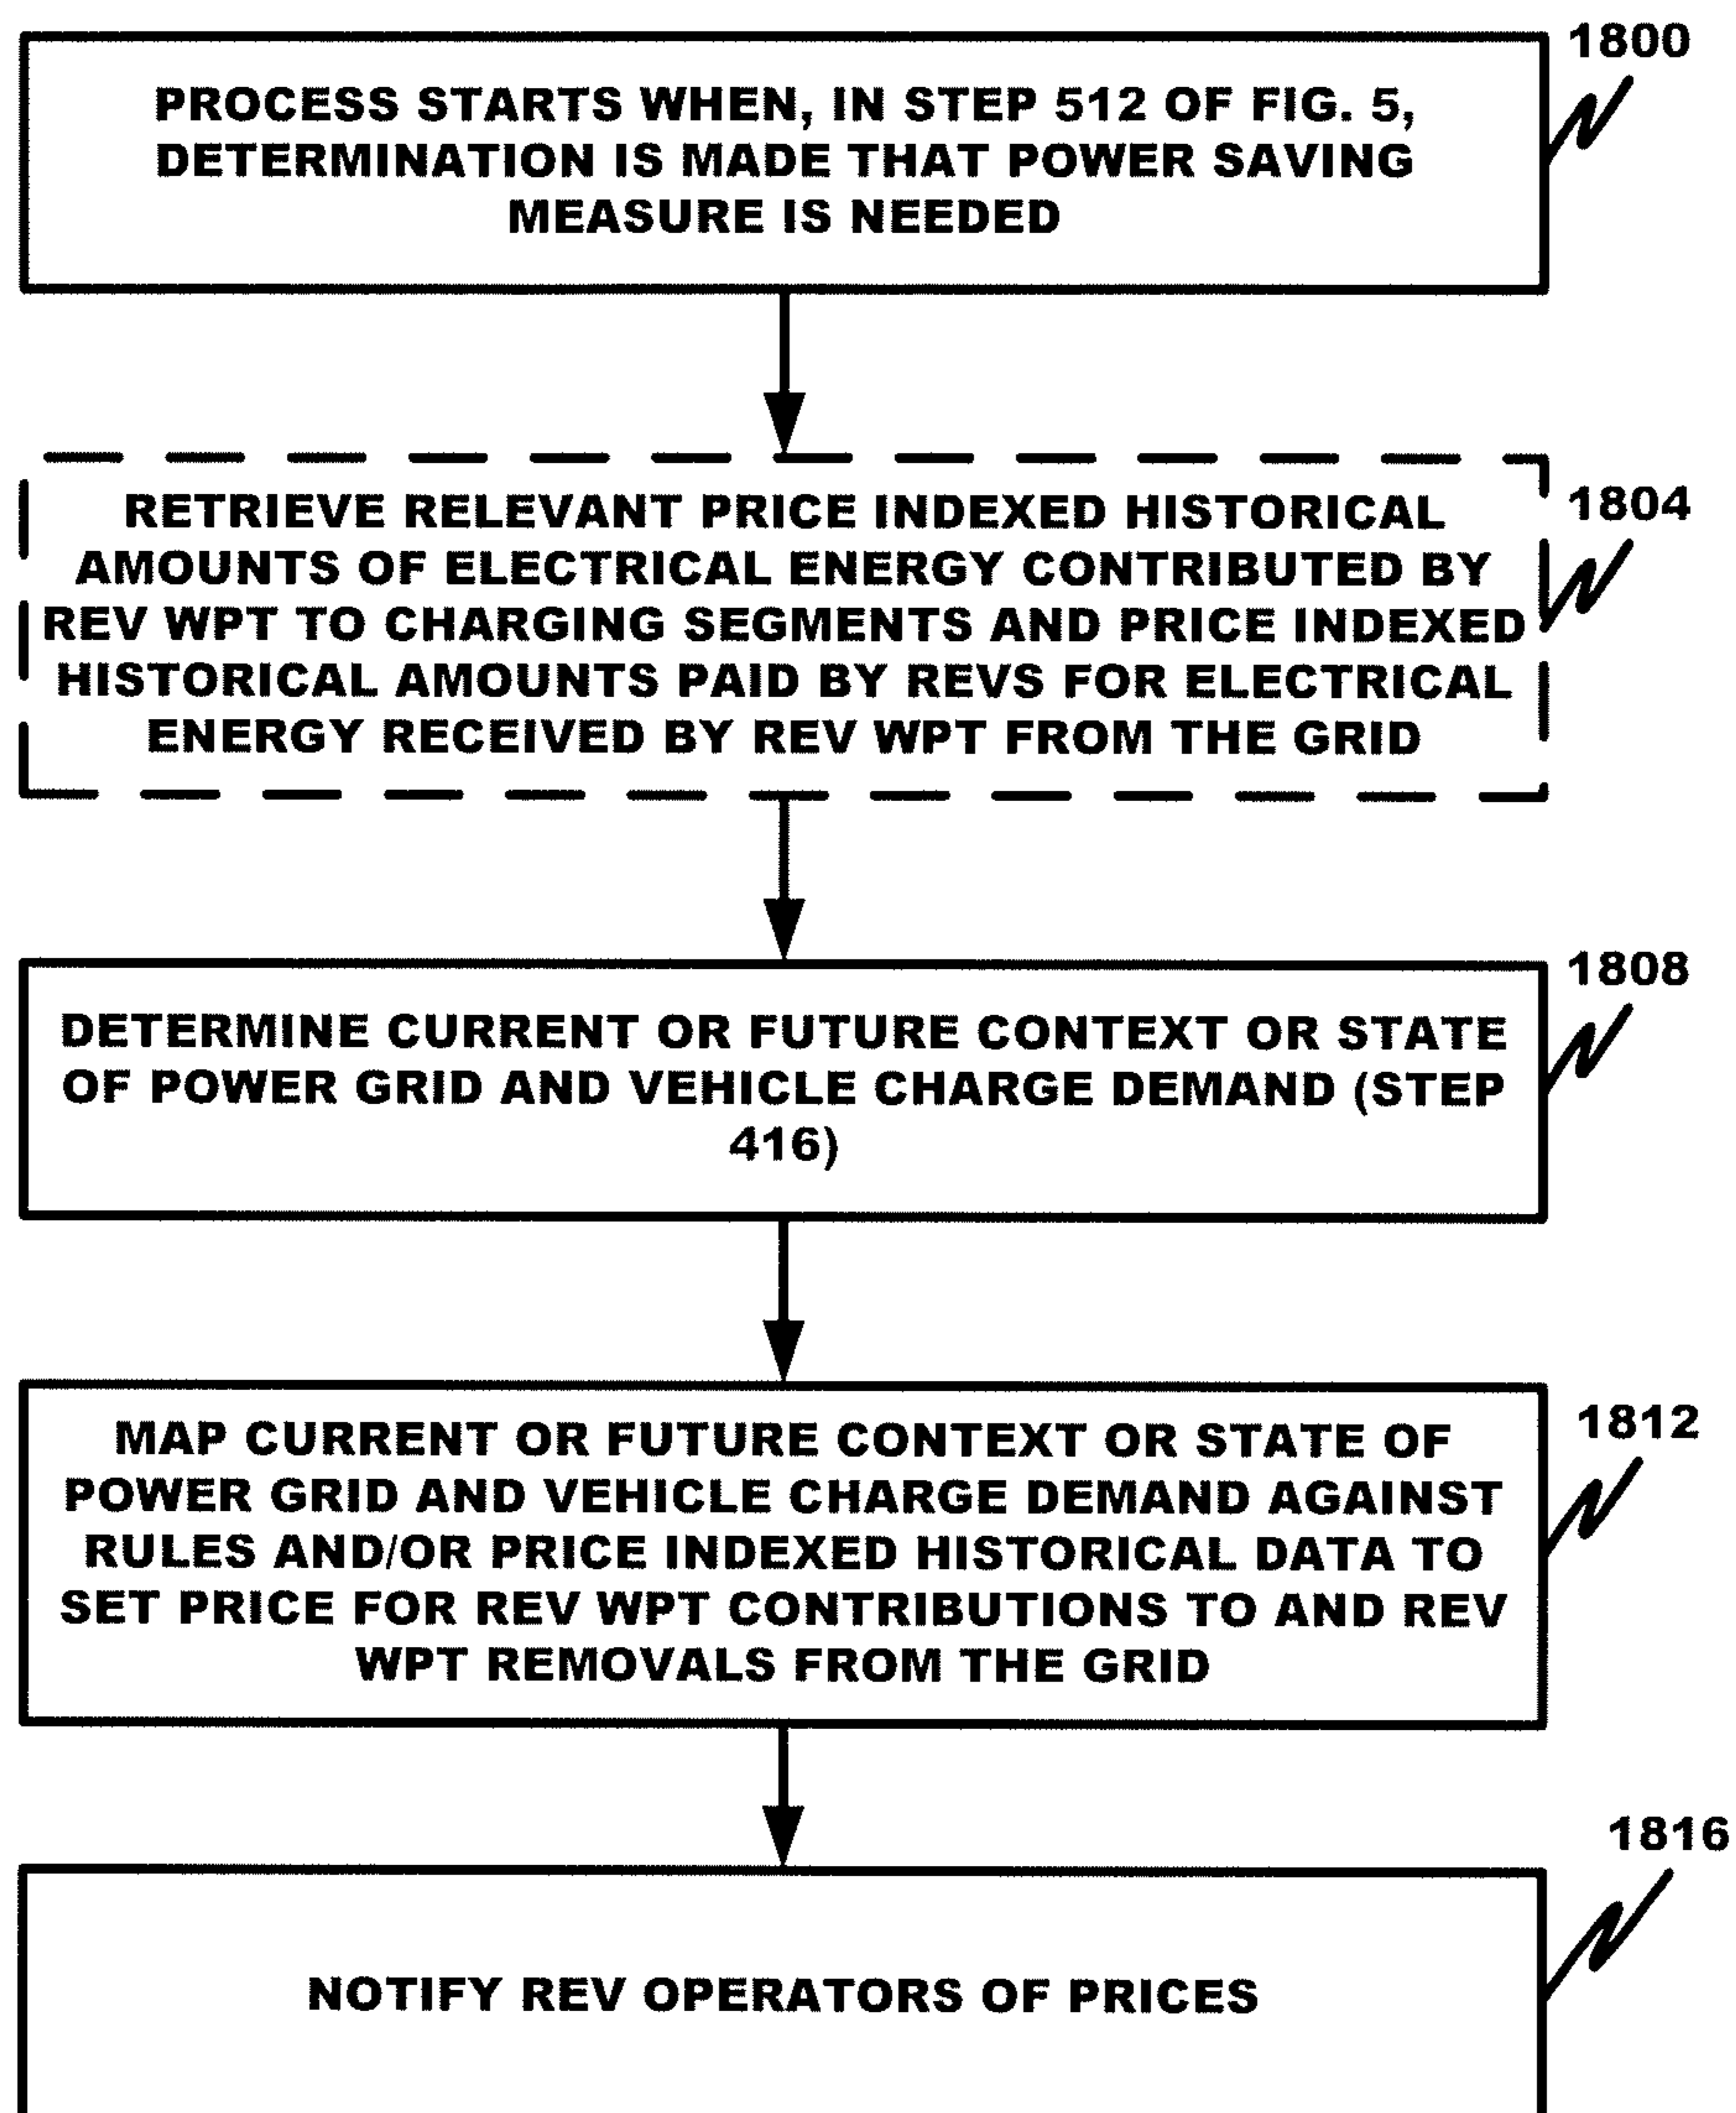 1800
PROCESS STARTS WHEN, IN STEP 512 OF FIG. 5,
DETERMINATION IS MADE THAT POWER SAVING
MEASURE IS NEEDED
1804
RETRIEVE RELEVANT PRICE INDEXED HISTORICAL
AMOUNTS OF ELECTRICAL ENERGY CONTRIBUTED BY
REV WPT TO CHARGING SEGMENTS AND PRICE INDEXED
HISTORICAL AMOUNTS PAID BY REVS FOR ELECTRICAL
ENERGY RECEIVED BY REV WPT FROM THE GRID
1808
DETERMINE CURRENT OR FUTURE CONTEXT OR STATE
OF POWER GRID AND VEHICLE CHARGE DEMAND (STEP
416)
1812
MAP CURRENT OR FUTURE CONTEXT OR STATE OF
POWER GRID AND VEHICLE CHARGE DEMAND AGAINST
RULES AND/OR PRICE INDEXED HISTORICAL DATA TO
SET PRICE FOR REV WPT CONTRIBUTIONS TO AND REV
WPT REMOVALS FROM THE GRID
1816
NOTIFY REV OPERATORS OF PRICES